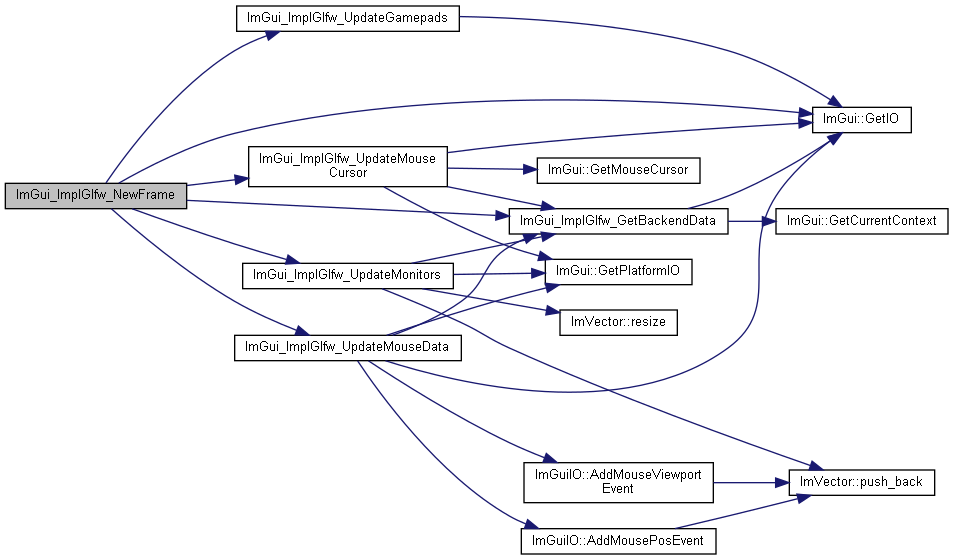 ImGui_ImplGlfw_UpdateGamepads
ImGui::GetIO
ImGui_ImplGlfw_UpdateMouse
Cursor
ImGui::GetMouseCursor
ImGui_ImplGlfw_NewFrame
ImGui_ImplGlfw_GetBackendData
ImGui::GetCurrentContext
ImGui_ImplGlfw_UpdateMonitors
ImGui::GetPlatformIO
ImVector::resize
ImGui_ImplGlfw_UpdateMouseData
ImGuiIO::AddMouseViewport
Event
ImVector::push_back
ImGuiIO::AddMousePosEvent